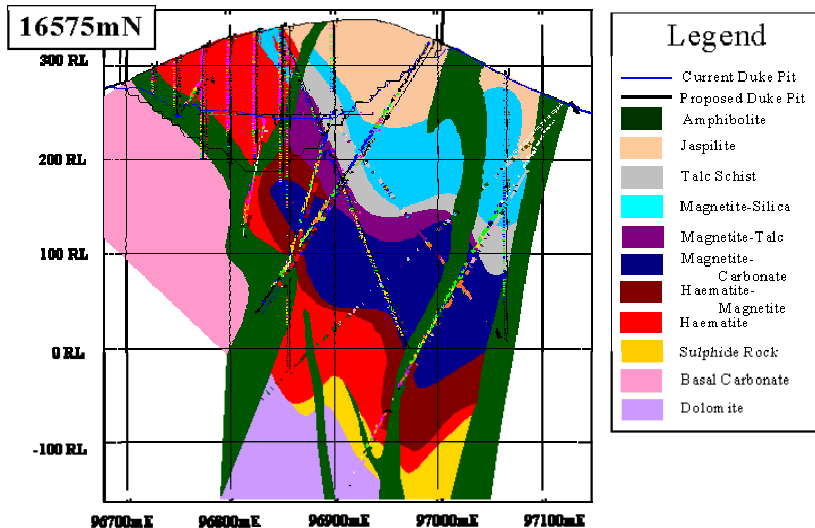 16575mN
300 RL
200 RL
100 RL
0 RL
-100 RL
96700mE
96800mE
96900mE
97000mE
97100mE
Legend
Current Duke Pit
Proposed Duke Pit
Amphibolite
Jaspilite
Talc Schist
Magnetite-Silica
Magnetite-Talc
Magnetite-
Carbonate
Haematite-
Magnetite
Haematite
Sulphide Rock
Basal Carbonate
Dolomite